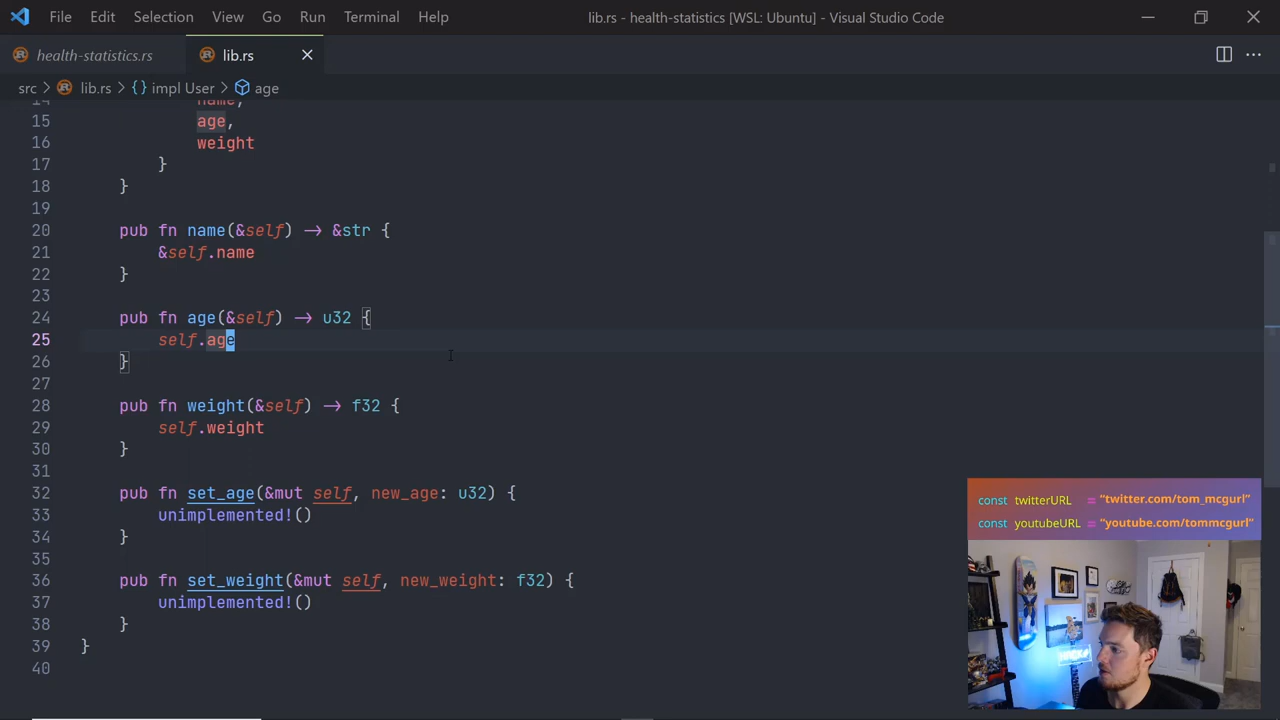 File Edit Selection View Go Run Terminal Help
lib.rs - health-statistics [WSL: Ubuntu] - Visual Studio Code
health-statistics.rs lib.rs
src > lib.rs > {} impl User > age
14 name,
15 age,
16 weight
17 }
18 }
19
20 pub fn name(&self) -> &str {
21 &self.name
22 }
23
24 pub fn age(&self) -> u32 {
25 self.age
26 }
27
28 pub fn weight(&self) -> f32 {
29 self.weight
30 }
31
32 pub fn set_age(&mut self, new_age: u32) {
33 unimplemented!()
34 }
35
36 pub fn set_weight(&mut self, new_weight: f32) {
37 unimplemented!()
38 }
39 }
40
const twitterURL = "twitter.com/tom_mcgurl"
const youtubeURL = "youtube.com/tommcgurl"